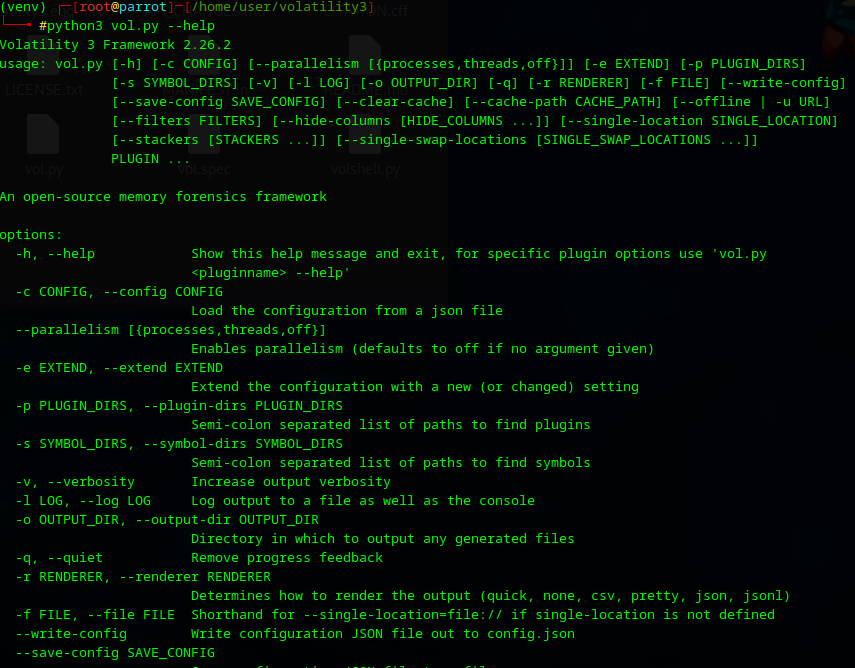 (venv) ┌─[root@parrot]─[/home/user/volatility3]
└──╼ #python3 vol.py --help
Volatility 3 Framework 2.26.2
usage: vol.py [-h] [-c CONFIG] [--parallelism [{processes,threads,off}]] [-e EXTEND] [-p PLUGIN_DIRS]
              [-s SYMBOL_DIRS] [-v] [-l LOG] [-o OUTPUT_DIR] [-q] [-r RENDERER] [-f FILE] [--write-config]
              [--save-config SAVE_CONFIG] [--clear-cache] [--cache-path CACHE_PATH] [--offline | -u URL]
              [--filters FILTERS] [--hide-columns [HIDE_COLUMNS ...]] [--single-location SINGLE_LOCATION]
              [--stackers [STACKERS ...]] [--single-swap-locations [SINGLE_SWAP_LOCATIONS ...]]
              PLUGIN ...
LICENSE.txt
vol.py vol.spec volshell.py
An open-source memory forensics framework
options:
  -h, --help            Show this help message and exit, for specific plugin options use 'vol.py
                        <pluginname> --help'
  -c CONFIG, --config CONFIG
                        Load the configuration from a json file
  --parallelism [{processes,threads,off}]
                        Enables parallelism (defaults to off if no argument given)
  -e EXTEND, --extend EXTEND
                        Extend the configuration with a new (or changed) setting
  -p PLUGIN_DIRS, --plugin-dirs PLUGIN_DIRS
                        Semi-colon separated list of paths to find plugins
  -s SYMBOL_DIRS, --symbol-dirs SYMBOL_DIRS
                        Semi-colon separated list of paths to find symbols
  -v, --verbosity       Increase output verbosity
  -l LOG, --log LOG     Log output to a file as well as the console
  -o OUTPUT_DIR, --output-dir OUTPUT_DIR
                        Directory in which to output any generated files
  -q, --quiet           Remove progress feedback
  -r RENDERER, --renderer RENDERER
                        Determines how to render the output (quick, none, csv, pretty, json, jsonl)
  -f FILE, --file FILE  Shorthand for --single-location=file:// if single-location is not defined
  --write-config        Write configuration JSON file out to config.json
  --save-config SAVE_CONFIG